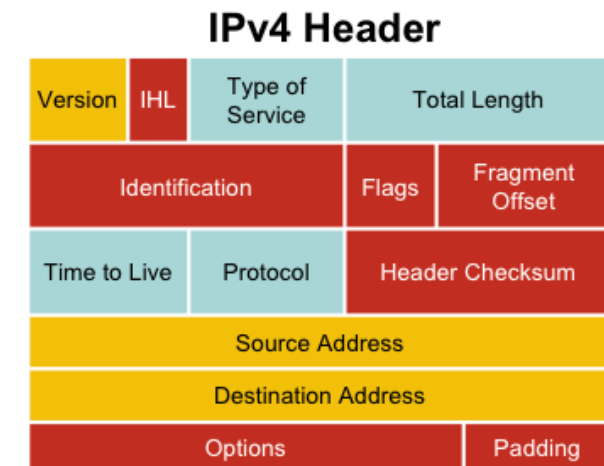 IPv4 Header
Version IHL Type of Service Total Length
Identification Flags Fragment Offset
Time to Live Protocol Header Checksum
Source Address
Destination Address
Options Padding